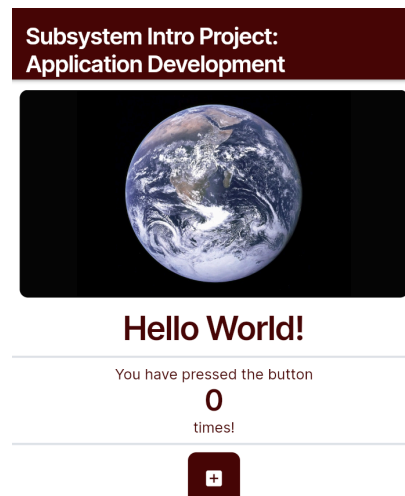 Subsystem Intro Project:
Application Development
Hello World!
You have pressed the button
0
times!